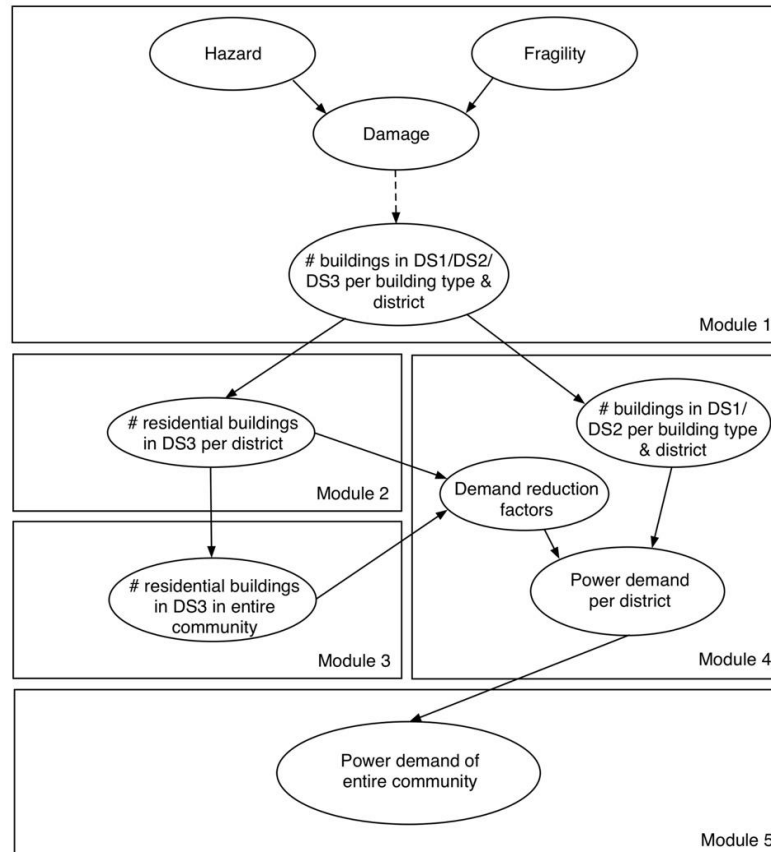 Hazard
Fragility
Damage
# buildings in DS1/DS2/
DS3 per building type &
district
Module 1
# residential buildings
in DS3 per district
Module 2
# buildings in DS1/
DS2 per building type
& district
Demand reduction
factors
Power demand
per district
Module 4
# residential buildings
in DS3 in entire
community
Module 3
Power demand of
entire community
Module 5